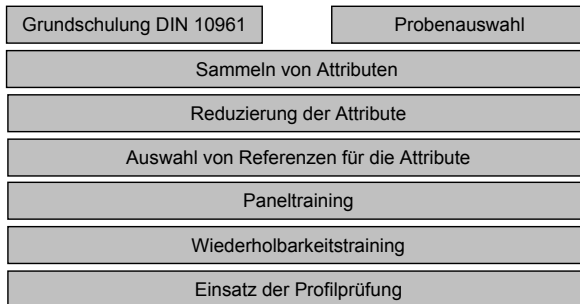 Grundschulung DIN 10961
Probenauswahl
Sammeln von Attributen
Reduzierung der Attribute
Auswahl von Referenzen für die Attribute
Paneltraining
Wiederholbarkeitstraining
Einsatz der Profilprüfung